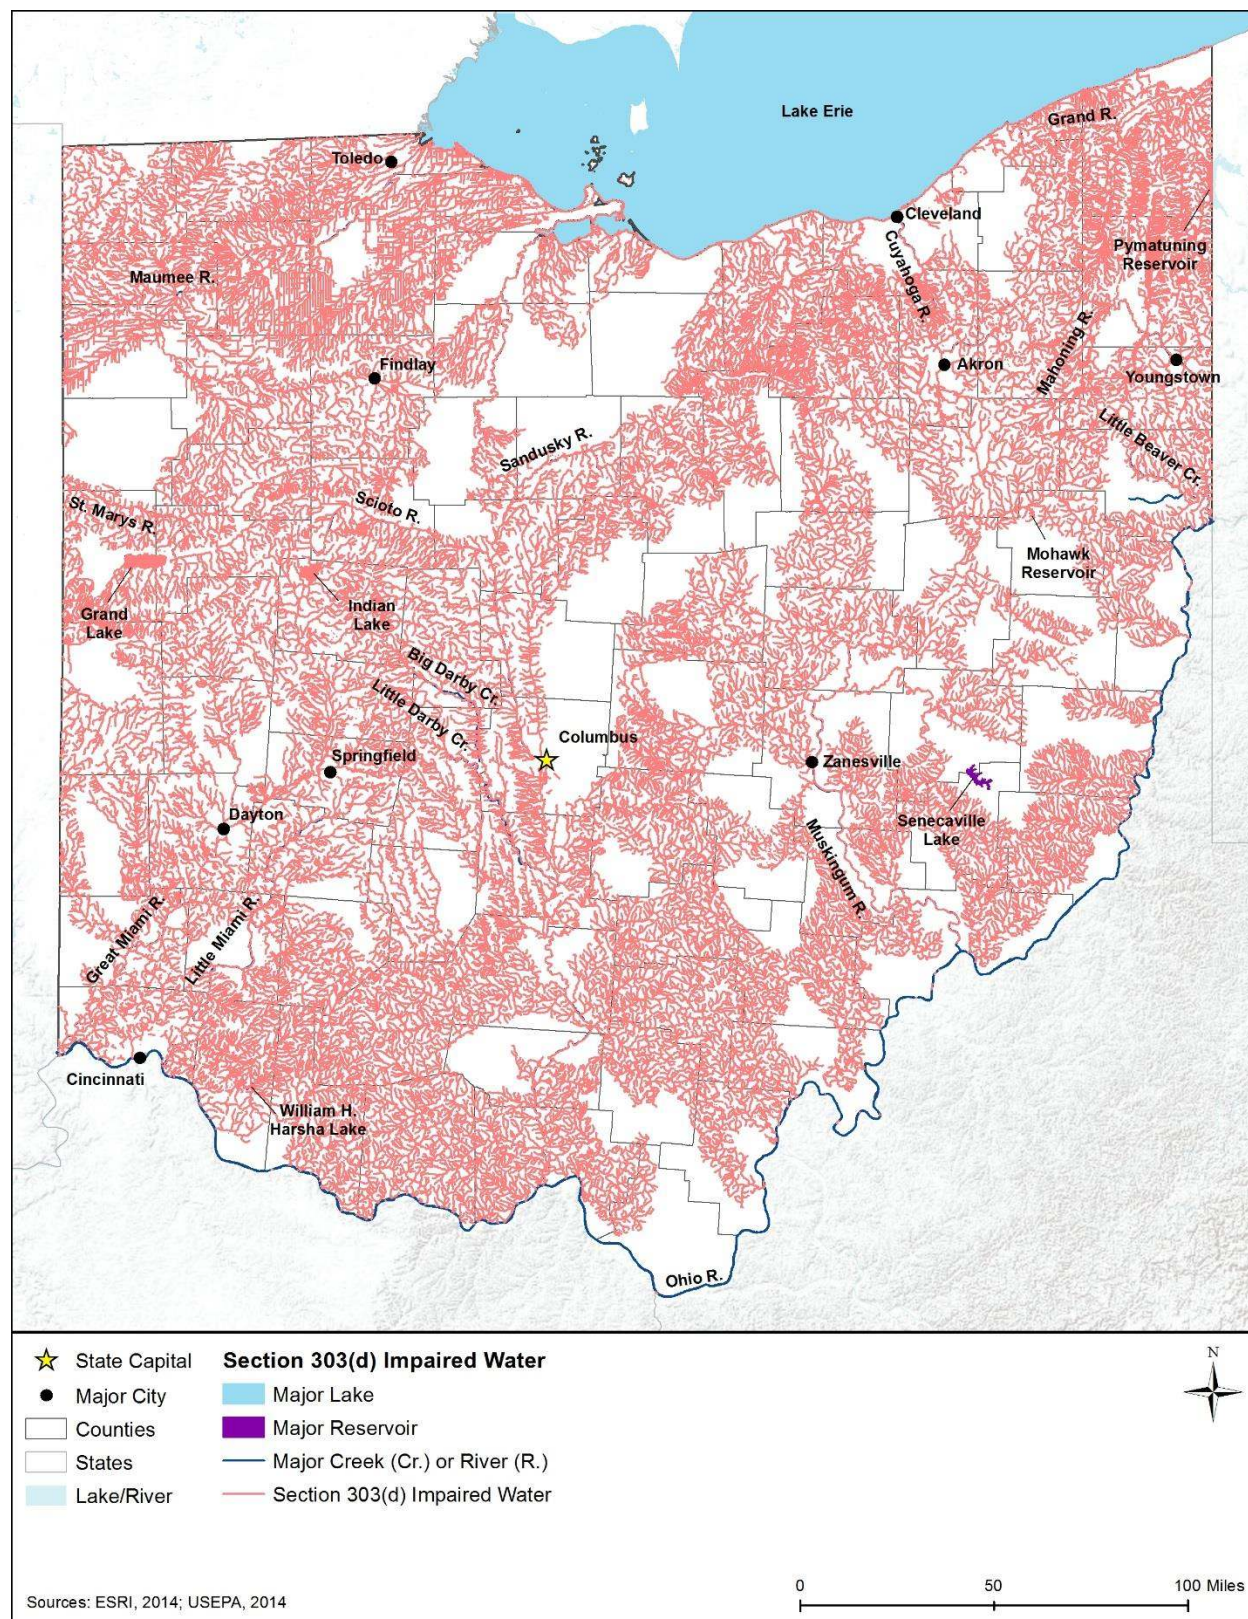 Lake Erie
Grand R.
Toledo
Cleveland
Cuyahoga R.
Pymatuning
Reservoir
Maumee R.
Findlay
Akron
Mahoning R.
Youngstown
Little Beaver Cr.
Sandusky R.
St. Marys R.
Scioto R.
Mohawk
Reservoir
Grand
Lake
Indian
Lake
Big Darby Cr.
Little Darby Cr.
Columbus
Springfield
Zanesville
Dayton
Senecaville
Lake
Muskingum R.
Great Miami R.
Little Miami R.
Cincinnati
William H.
Harsha Lake
Ohio R.
State Capital
Major City
Counties
States
Lake/River
Section 303(d) Impaired Water
Major Lake
Major Reservoir
Major Creek (Cr.) or River (R.)
Section 303(d) Impaired Water
N
Sources: ESRI, 2014; USEPA, 2014
0 50 100 Miles